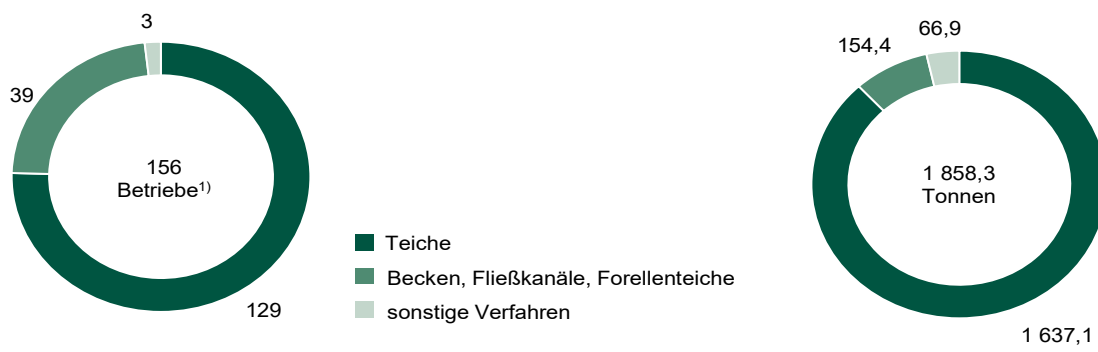 3
39
156
Betriebe¹⁾
129
Teiche
Becken, Fließkanäle, Forellenteiche
sonstige Verfahren
66,9
154,4
1 858,3
Tonnen
1 637,1